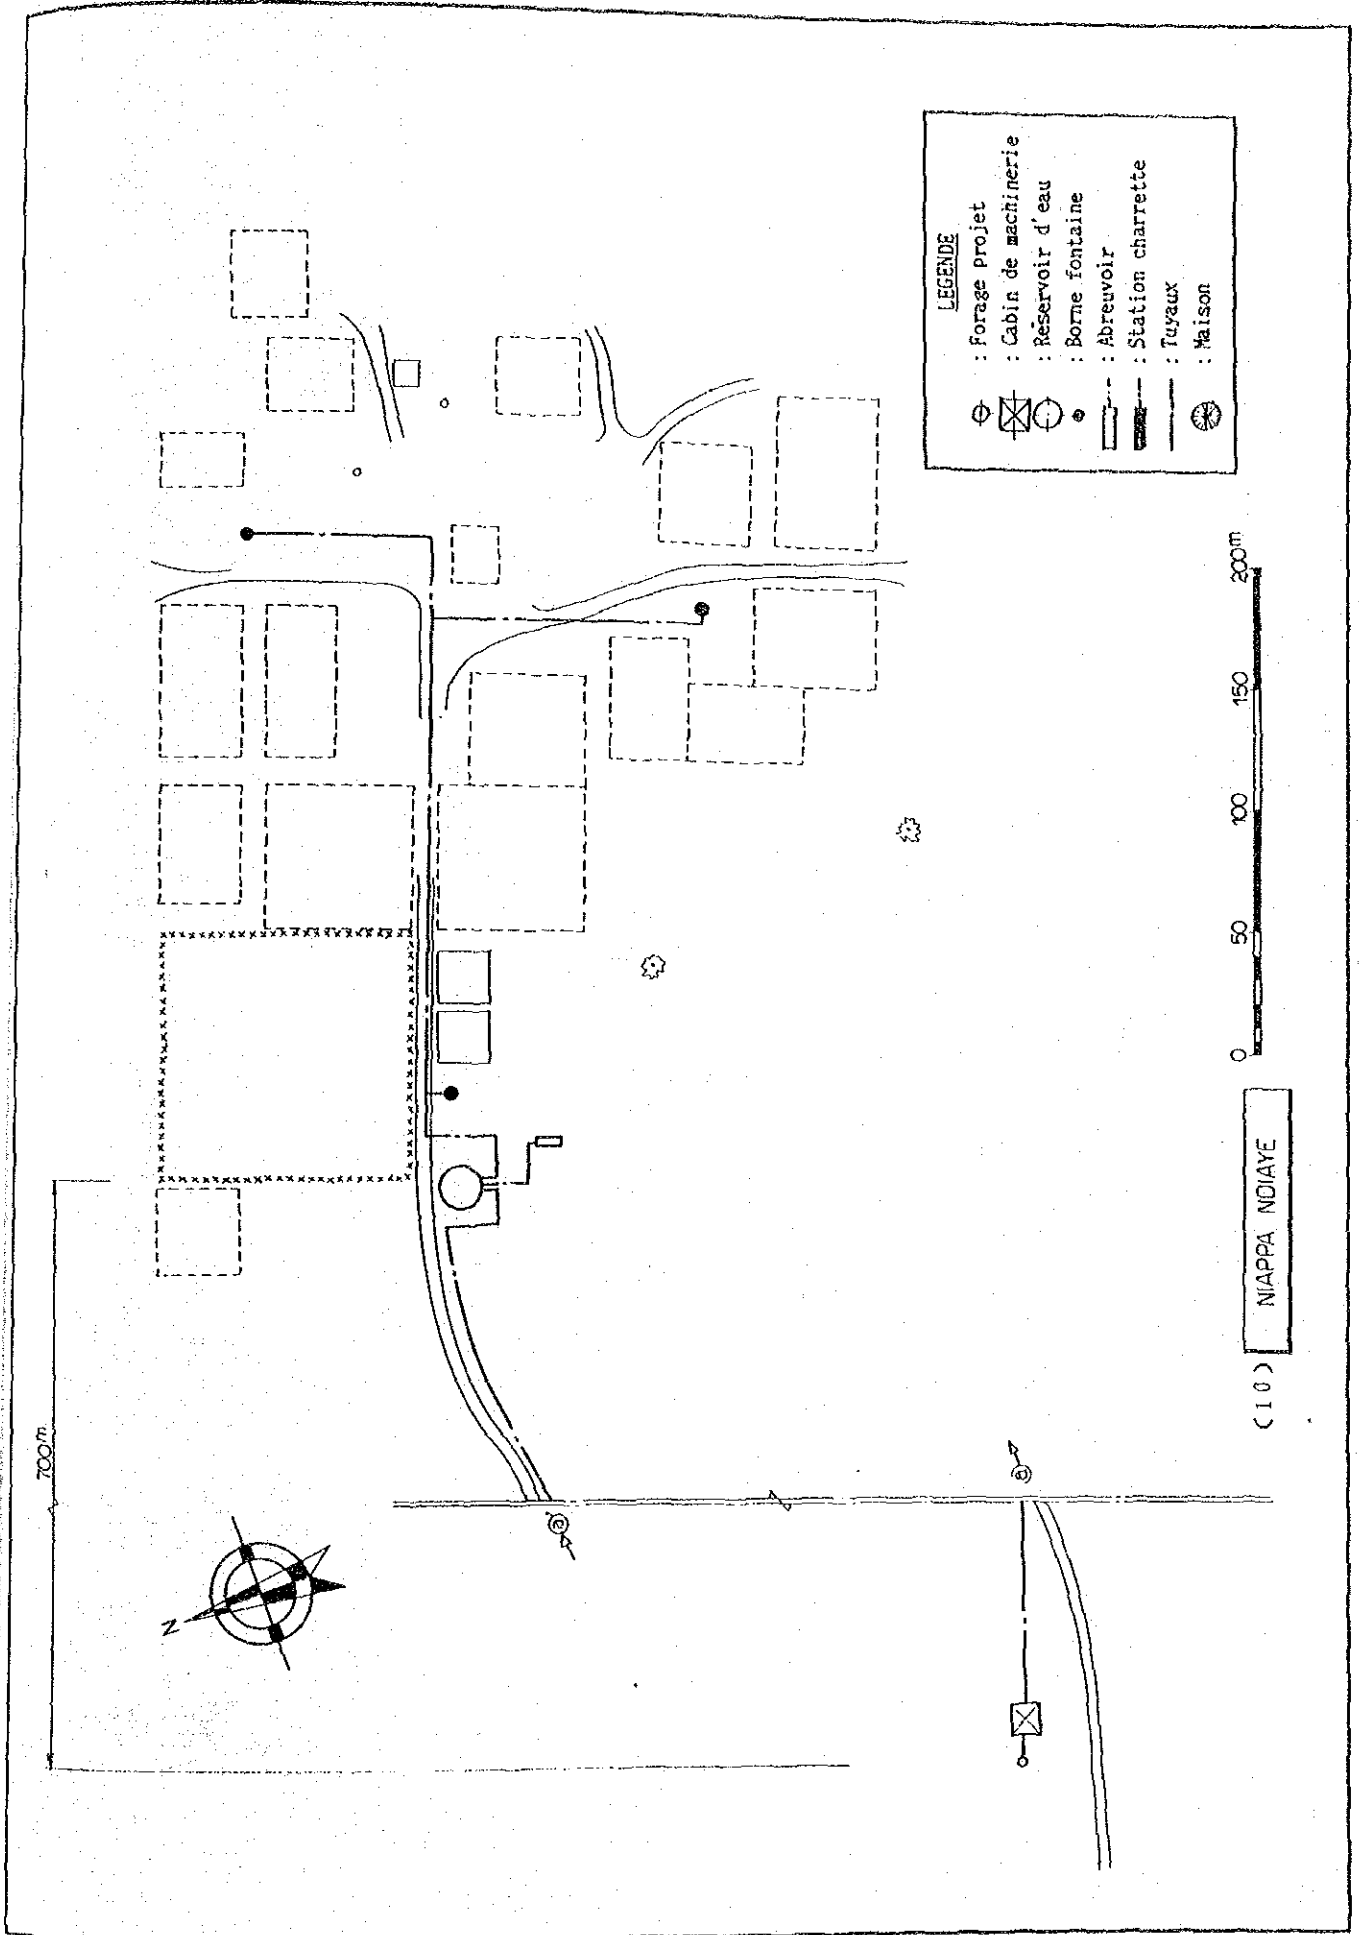 700m
N
ⓐ
ⓐ
LEGENDE
: Forage projet
: Cabin de machinerie
: Réservoir d'eau
: Borne fontaine
: Abreuvoir
: Station charrette
: Tuyaux
: Maison
0 50 100 150 200m
(10) NIAPPA NDIAYE